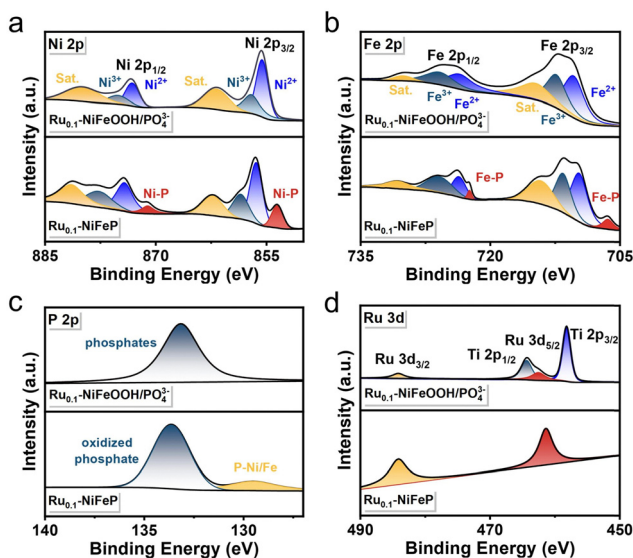 a
Ni 2p
Ni 2p1/2
Ni 2p3/2
Sat.
Ni3+
Ni2+
Sat.
Ni3+
Ni2+
Ru0.1-NiFeOOH/PO43-
Ni-P
Ni-P
Ru0.1-NiFeP
885
870
855
Binding Energy (eV)
Intensity (a.u.)
b
Fe 2p
Fe 2p1/2
Fe 2p3/2
Sat.
Fe3+
Fe2+
Sat.
Fe3+
Fe2+
Ru0.1-NiFeOOH/PO43-
Fe-P
Fe-P
Ru0.1-NiFeP
735
720
705
Binding Energy (eV)
Intensity (a.u.)
c
P 2p
phosphates
Ru0.1-NiFeOOH/PO43-
oxidized
phosphate
P-Ni/Fe
Ru0.1-NiFeP
140
133
130
Binding Energy (eV)
Intensity (a.u.)
d
Ru 3d
Ru 3d3/2
Ti 2p1/2
Ru 3d5/2
Ti 2p3/2
Ru0.1-NiFeOOH/PO43-
Ru0.1-NiFeP
490
470
460
450
Binding Energy (eV)
Intensity (a.u.)